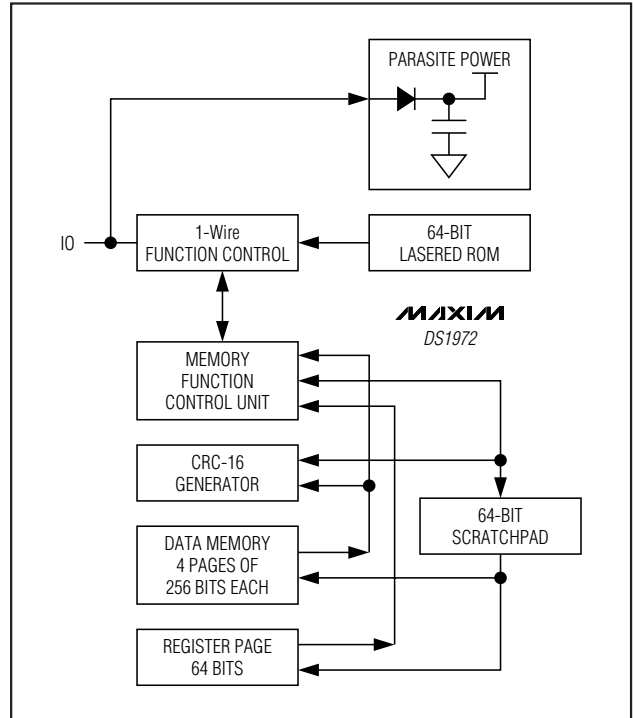 PARASITE POWER
IO
1-Wire
FUNCTION CONTROL
64-BIT
LASERED ROM
MAXIM
DS1972
MEMORY
FUNCTION
CONTROL UNIT
CRC-16
GENERATOR
64-BIT
SCRATCHPAD
DATA MEMORY
4 PAGES OF
256 BITS EACH
REGISTER PAGE
64 BITS